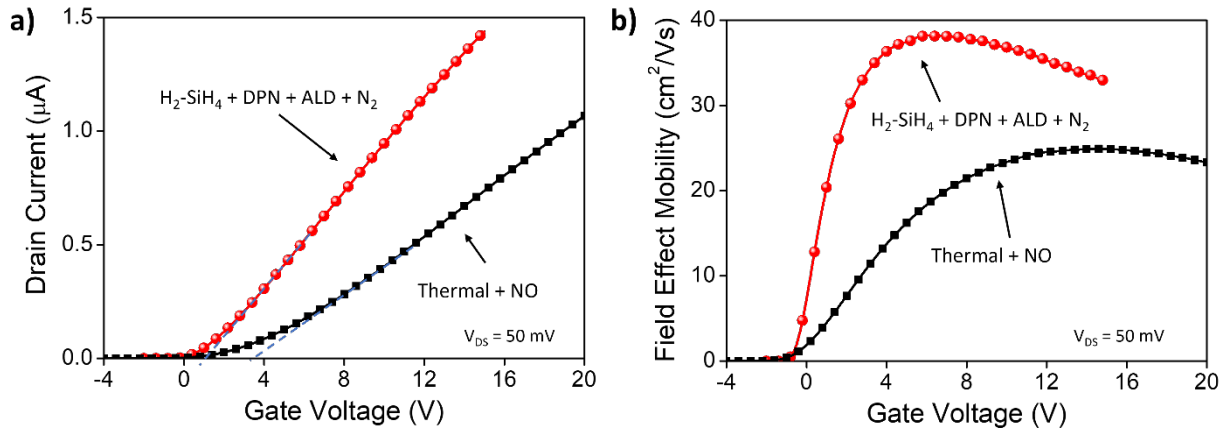 a)
Drain Current (μA)
1.5
1.0
0.5
0.0
H₂-SiH₄ + DPN + ALD + N₂
Thermal + NO
V_DS = 50 mV
-4 0 4 8 12 16 20
Gate Voltage (V)
b)
Field Effect Mobility (cm²/Vs)
40
30
20
10
0
H₂-SiH₄ + DPN + ALD + N₂
Thermal + NO
V_DS = 50 mV
-4 0 4 8 12 16 20
Gate Voltage (V)